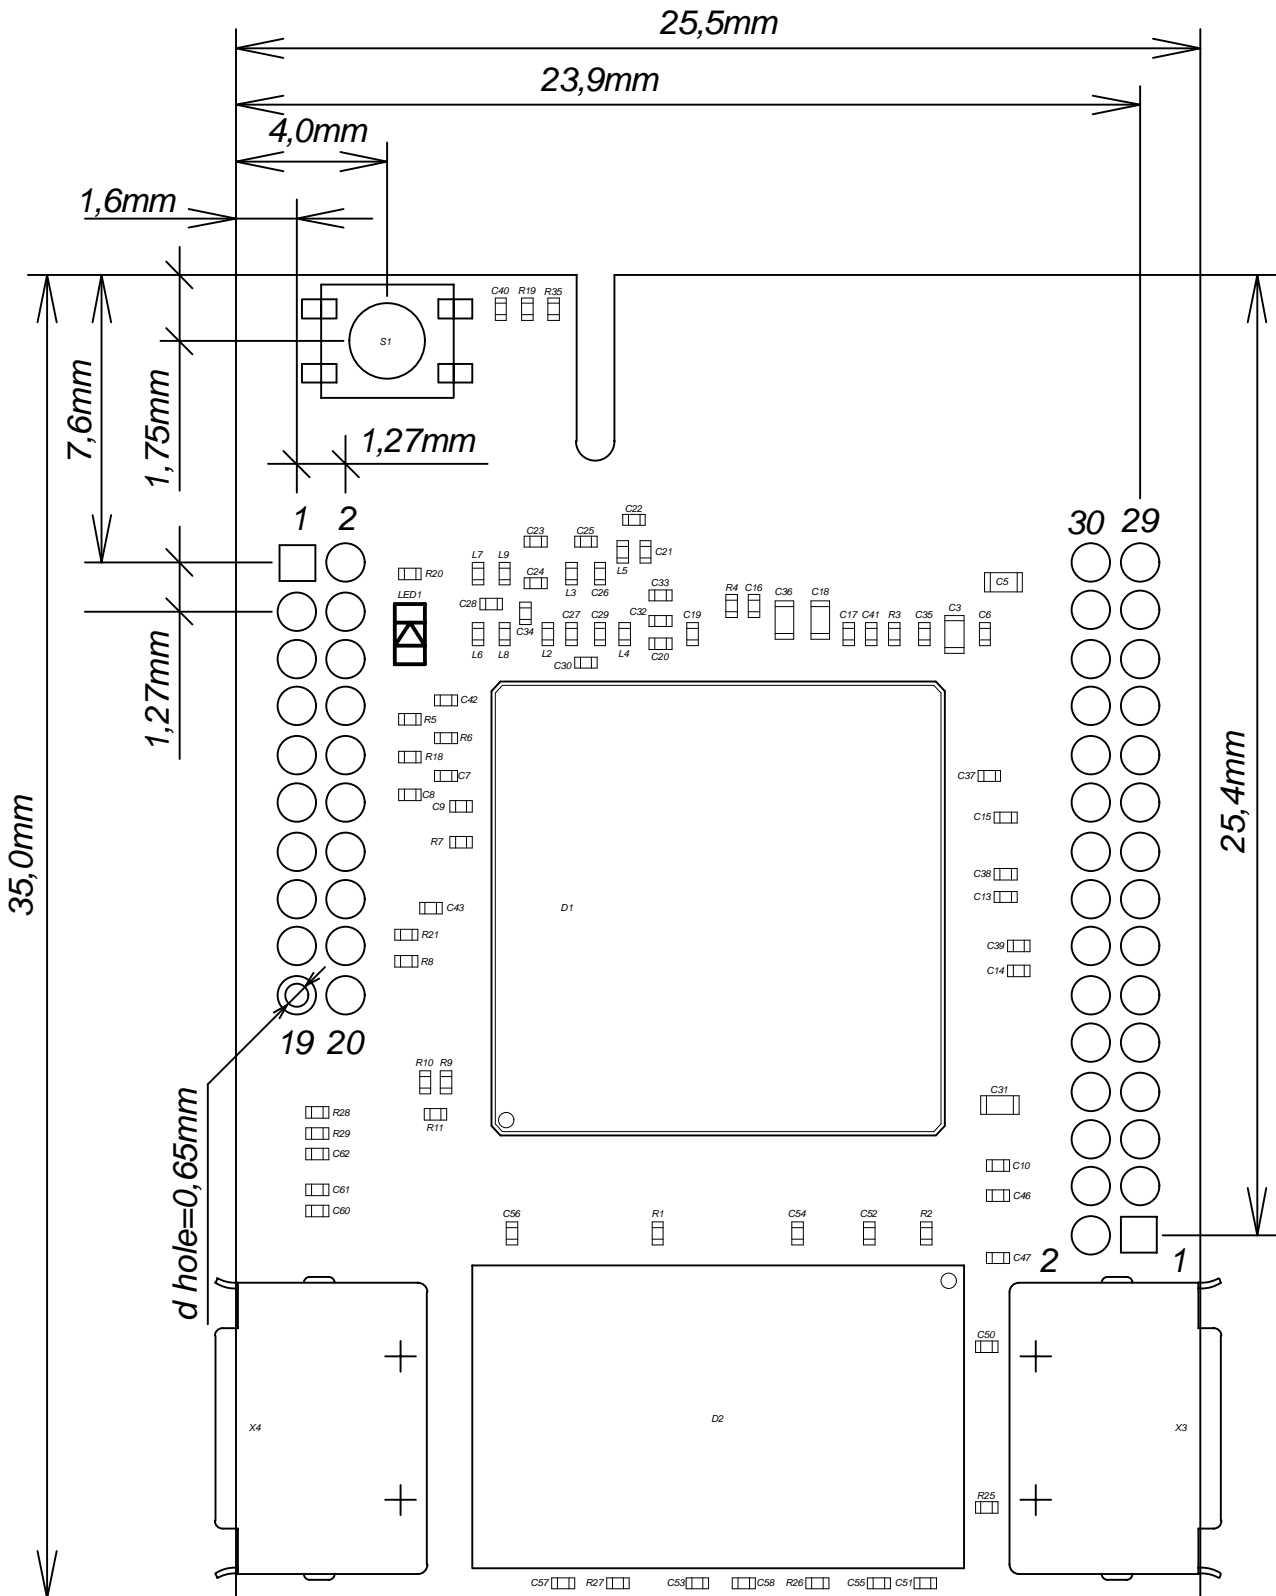 25,5mm
23,9mm
4,0mm
1,6mm
C40 R19 R35
S1
7,6mm
1,75mm
1,27mm
1 2
30 29
C22
C23 C25
C21
L5
L7 L9
R20
C24
L3 C26
C33
R4 C16
C36 C18
C5
LED1
C28
C34
C27 C29
C32
C19
C17 C41 R3 C35 C3 C6
L6 L8 L2 L4
C20
C30
1,27mm
C42
R5
R6
R18
C7
C37
C8
C9
C15
R7
25,4mm
35,0mm
C38
C13
D1
C43
R21
R8
C39
C14
19 20
R10 R9
R11
C31
d hole=0,65mm
R28
R29
C62
C61
C60
C10
C46
C56 R1 C54 C52 R2
C47
2 1
C50
X4
D2
X3
R25
C57 R27 C53 C58 R26 C55 C51